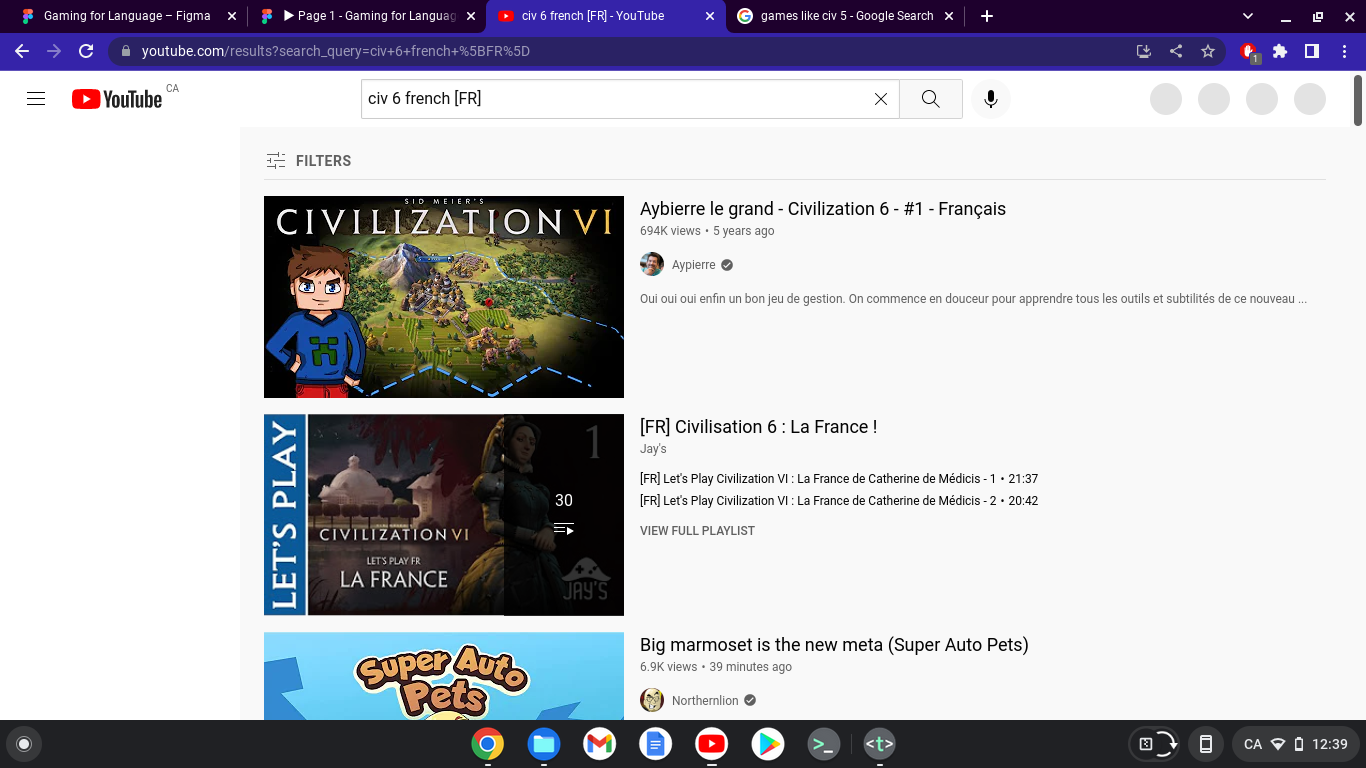 Gaming for Language – Figma
Page 1 - Gaming for Languag
civ 6 french [FR] - YouTube
games like civ 5 - Google Search
youtube.com/results?search_query=civ+6+french+%5BFR%5D
1
YouTube CA
civ 6 french [FR]
FILTERS
SID MEIER'S
CIVILIZATION VI
Aybierre le grand - Civilization 6 - #1 - Français
694K views • 5 years ago
Aypierre
Oui oui oui enfin un bon jeu de gestion. On commence en douceur pour apprendre tous les outils et subtilités de ce nouveau ...
LET'S PLAY
1
30
CIVILIZATION VI
LET'S PLAY FR
LA FRANCE
JAY'S
[FR] Civilisation 6 : La France !
Jay's
[FR] Let's Play Civilization VI : La France de Catherine de Médicis - 1 • 21:37
[FR] Let's Play Civilization VI : La France de Catherine de Médicis - 2 • 20:42
VIEW FULL PLAYLIST
Super Auto
Pets
Big marmoset is the new meta (Super Auto Pets)
6.9K views • 39 minutes ago
Northernlion
>_
<t>
CA
12:39